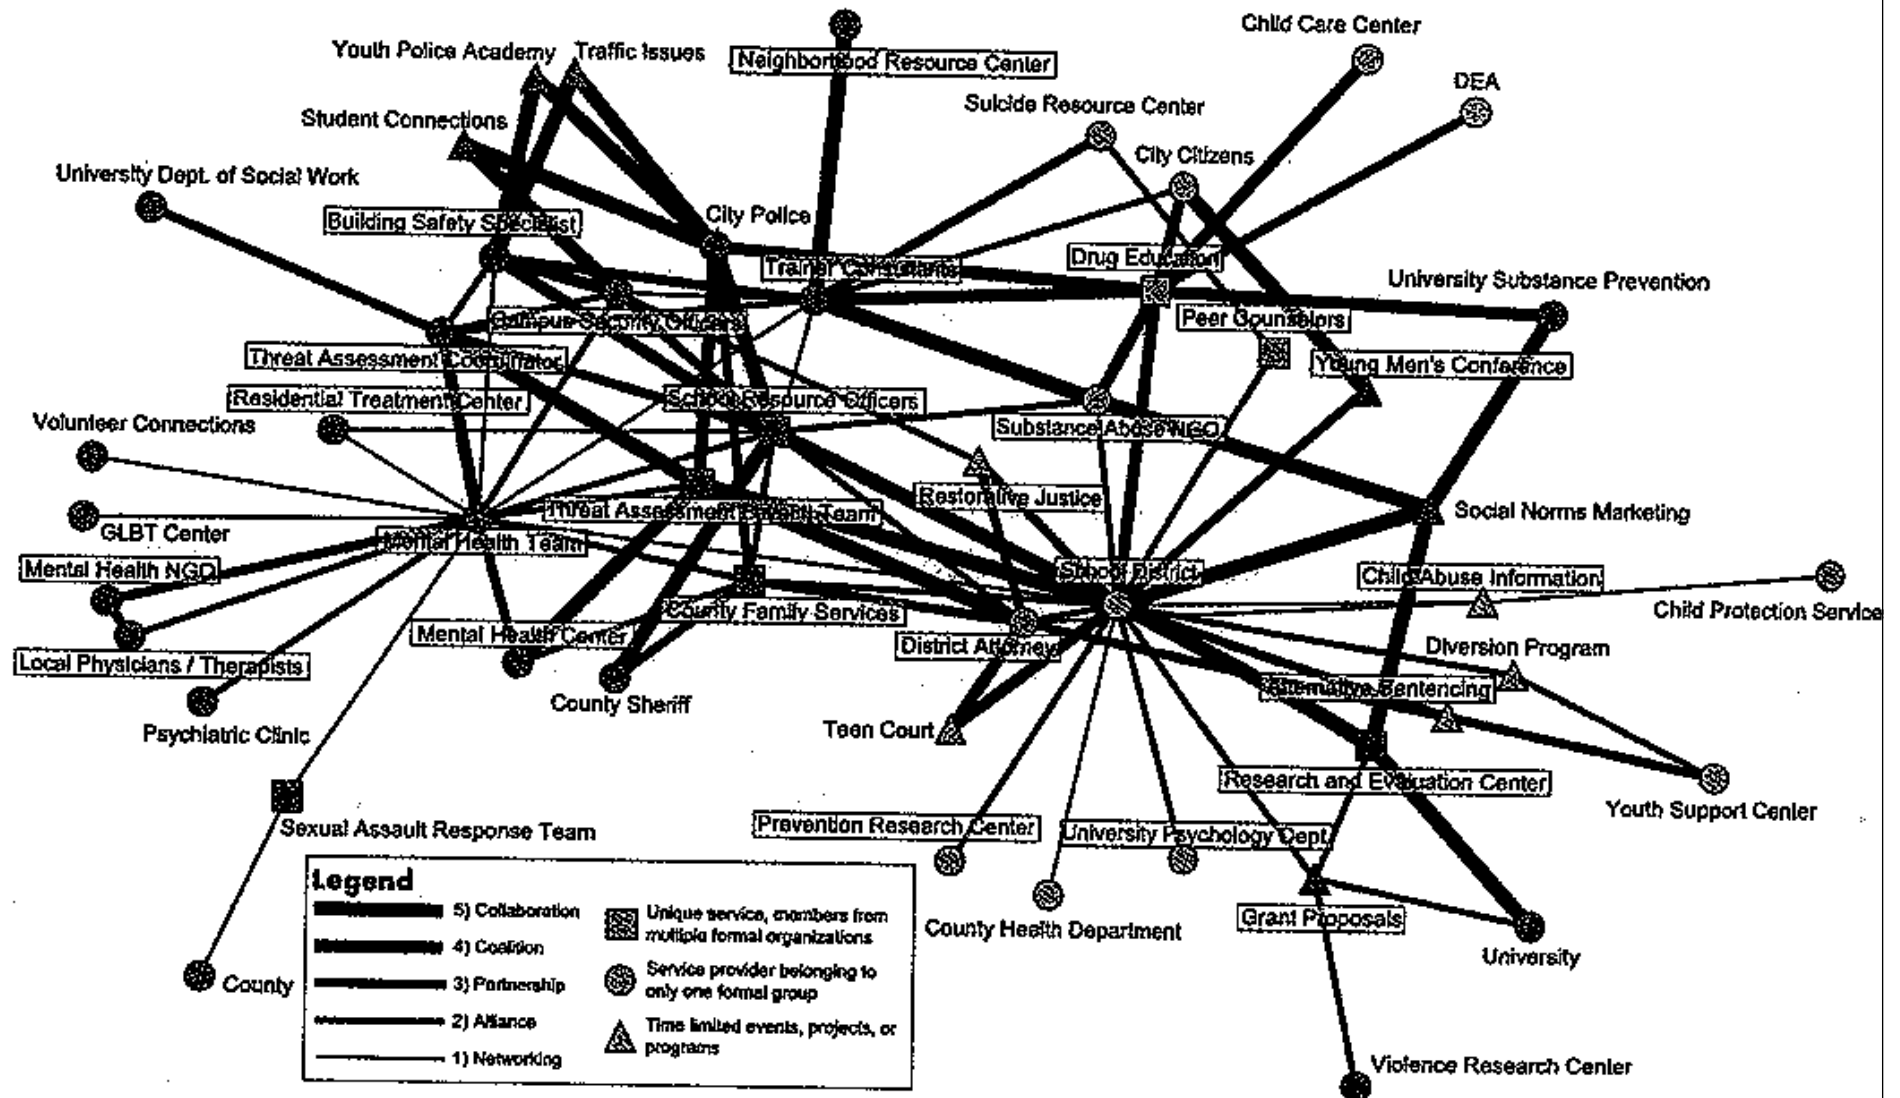 Child Care Center
Youth Police Academy
Traffic Issues
Neighborhood Resource Center
DEA
Suicide Resource Center
Student Connections
City Citizens
University Dept. of Social Work
Building Safety Specialist
City Police
Drug Education
Trainer Consultants
University Substance Prevention
Campus Security Officers
Peer Counselors
Threat Assessment Coordinator
Young Men's Conference
Residential Treatment Center
School Resource Officers
Volunteer Connections
Substance Abuse NGO
Restorative Justice
Threat Assessment Team
Social Norms Marketing
GLBT Center
Mental Health Team
Mental Health NGO
School District
Child Abuse Information
Child Protection Service
County Family Services
Mental Health Center
District Attorney
Diversion Program
Local Physicians / Therapists
Alternative Sentencing
County Sheriff
Teen Court
Psychiatric Clinic
Research and Evaluation Center
Youth Support Center
Sexual Assault Response Team
Prevention Research Center
University Psychology Dept.
Grant Proposals
County Health Department
University
County
Violence Research Center
Legend
5) Collaboration
4) Coalition
3) Partnership
2) Alliance
1) Networking
Unique service, members from
multiple formal organizations
Service provider belonging to
only one formal group
Time limited events, projects, or
programs